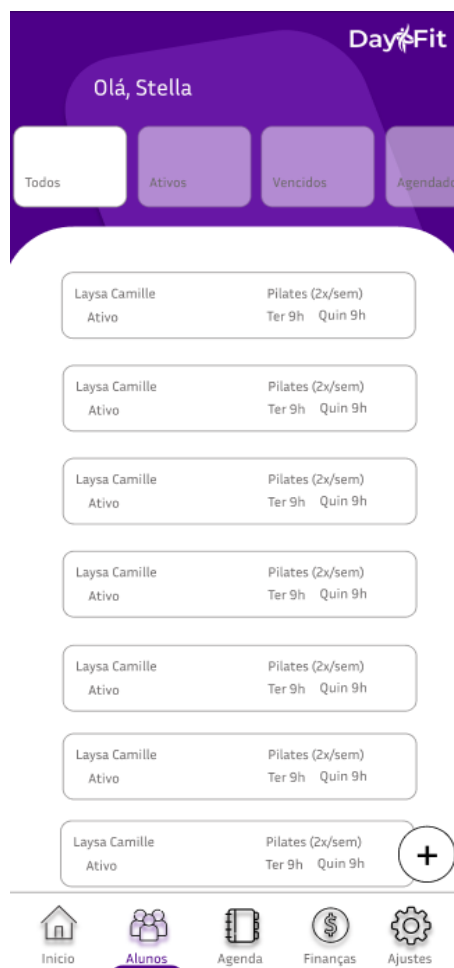 Day Fit
Olá, Stella
Todos Ativos Vencidos Agendado
Laysa Camille Pilates (2x/sem)
Ativo Ter 9h Quin 9h
Laysa Camille Pilates (2x/sem)
Ativo Ter 9h Quin 9h
Laysa Camille Pilates (2x/sem)
Ativo Ter 9h Quin 9h
Laysa Camille Pilates (2x/sem)
Ativo Ter 9h Quin 9h
Laysa Camille Pilates (2x/sem)
Ativo Ter 9h Quin 9h
Laysa Camille Pilates (2x/sem)
Ativo Ter 9h Quin 9h
Laysa Camille Pilates (2x/sem)
Ativo Ter 9h Quin 9h
+
$
Inicio Alunos Agenda Finanças Ajustes